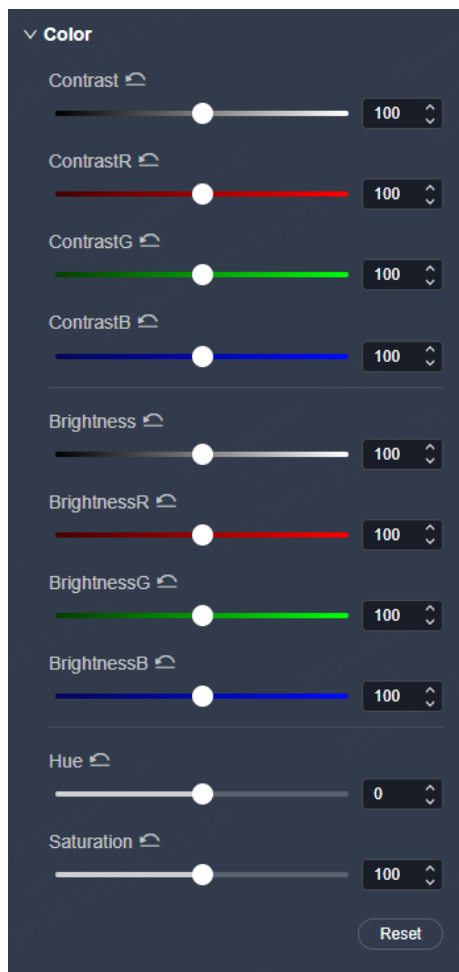 Color
Contrast
100
ContrastR
100
ContrastG
100
ContrastB
100
Brightness
100
BrightnessR
100
BrightnessG
100
BrightnessB
100
Hue
0
Saturation
100
Reset